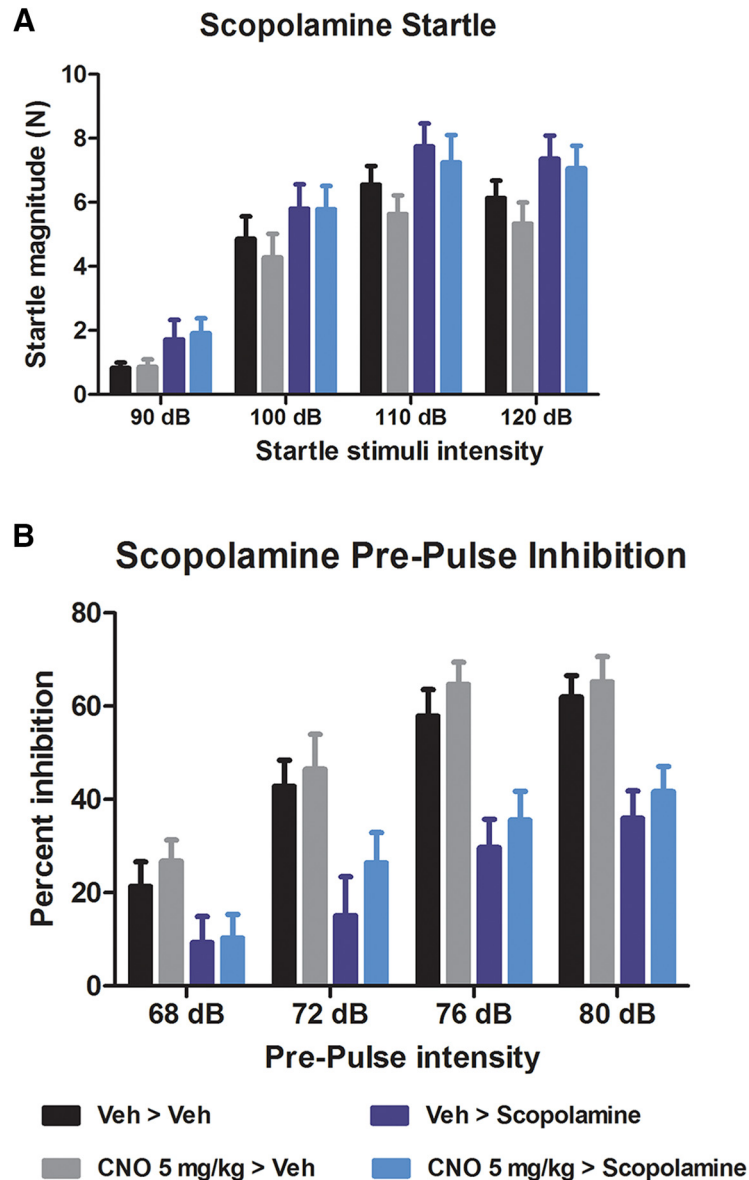 A
Scopolamine Startle
Startle magnitude (N)
10
8
6
4
2
0
90 dB 100 dB 110 dB 120 dB
Startle stimuli intensity
B
Scopolamine Pre-Pulse Inhibition
Percent inhibition
80
60
40
20
0
68 dB 72 dB 76 dB 80 dB
Pre-Pulse intensity
Veh > Veh Veh > Scopolamine
CNO 5 mg/kg > Veh CNO 5 mg/kg > Scopolamine